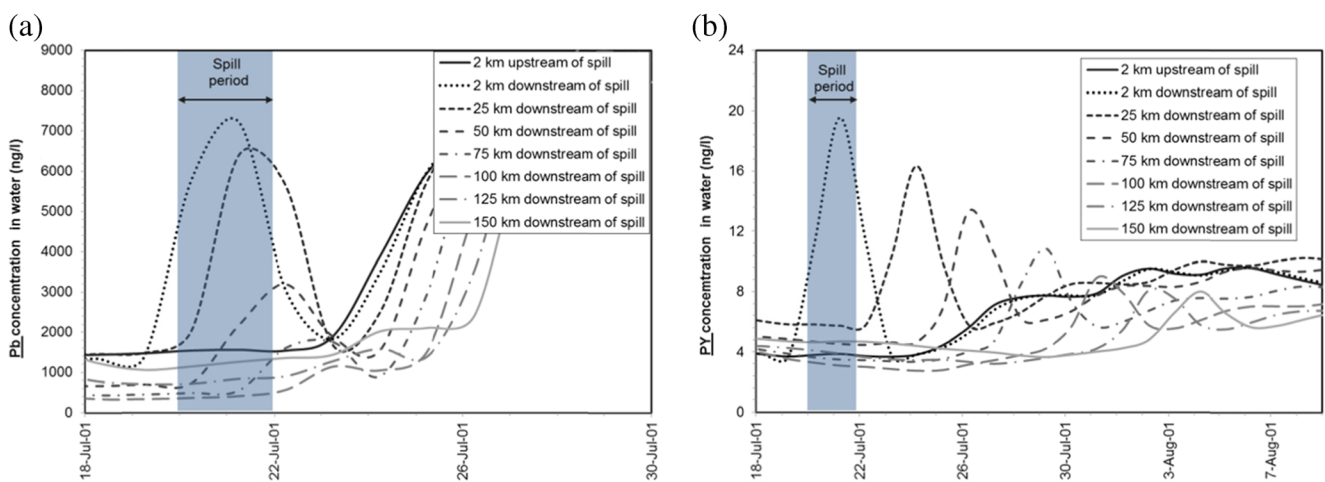 (a)
Pb concemtration in water (ng/l)
9000
8000
7000
6000
5000
4000
3000
2000
1000
0
Spill
period
2 km upstream of spill
2 km downstream of spill
25 km downstream of spill
50 km downstream of spill
75 km downstream of spill
100 km downstream of spill
125 km downstream of spill
150 km downstream of spill
18-Jul-01
22-Jul-01
26-Jul-01
30-Jul-01
(b)
PY concemtration in water (ng/l)
24
20
16
12
8
4
0
Spill
period
2 km upstream of spill
2 km downstream of spill
25 km downstream of spill
50 km downstream of spill
75 km downstream of spill
100 km downstream of spill
125 km downstream of spill
150 km downstream of spill
18-Jul-01
22-Jul-01
26-Jul-01
30-Jul-01
3-Aug-01
7-Aug-01